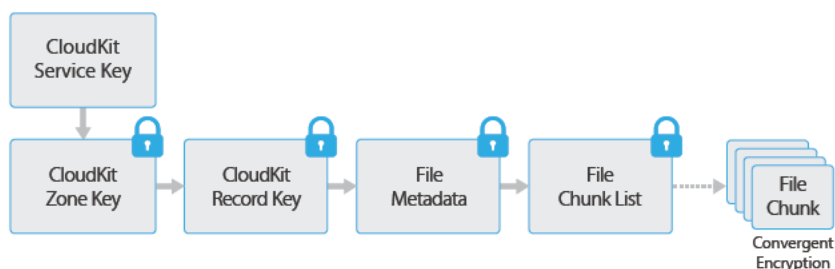 CloudKit
Service Key
CloudKit
Zone Key
CloudKit
Record Key
File
Metadata
File
Chunk List
File
Chunk
Convergent
Encryption